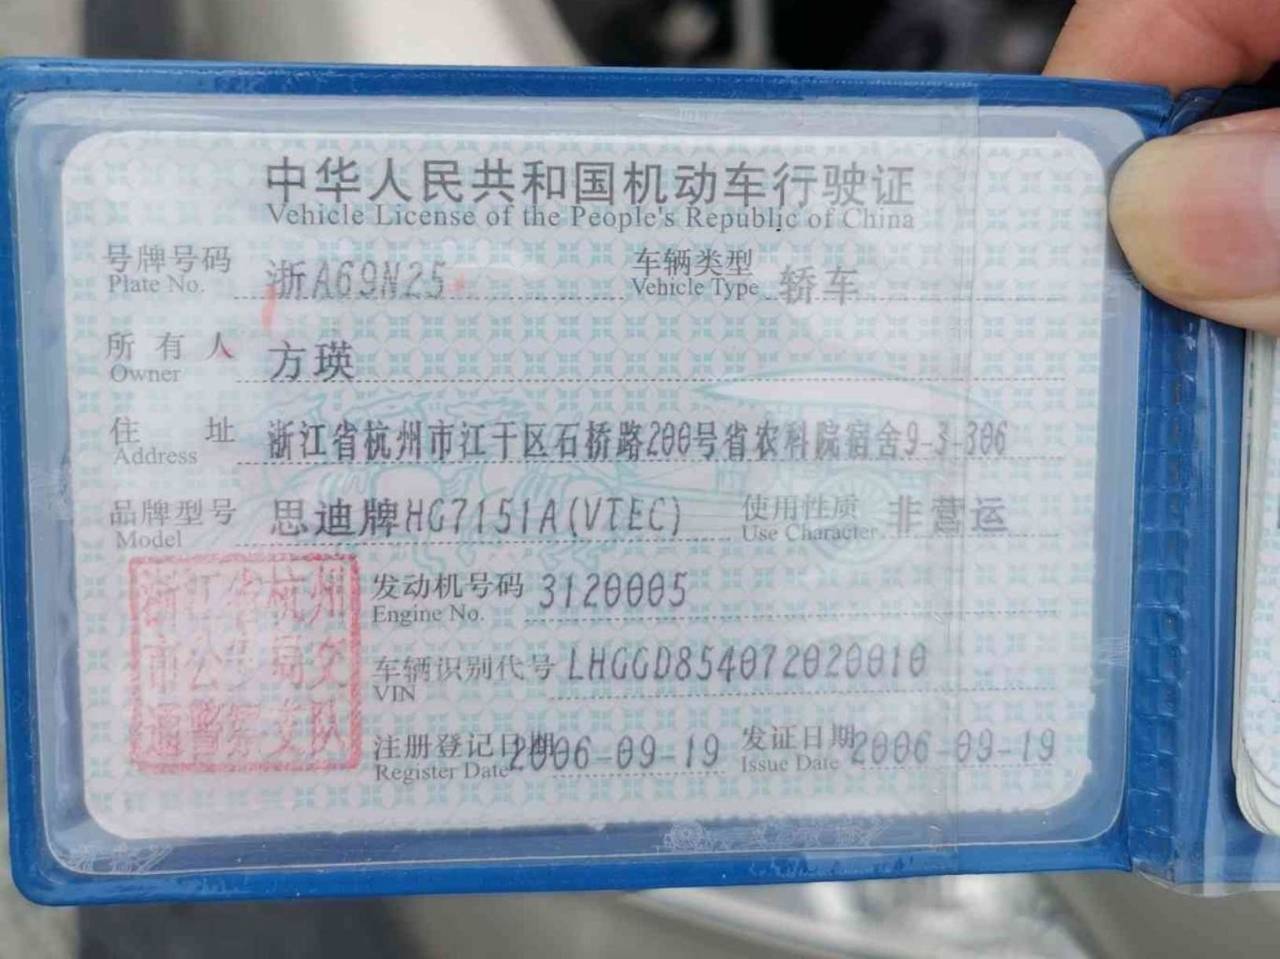 中华人民共和国机动车行驶证
Vehicle License of the People's Republic of China
号牌号码 浙A69N25 车辆类型 轿车
Plate No. Vehicle Type
所有人 方瑛
Owner
住址 浙江省杭州市江干区石桥路200号省农科院宿舍9-3-306
Address
品牌型号 思迪牌HG7151A(VTEC) 使用性质 非营运
Model Use Character
发动机号码 3120005
Engine No.
车辆识别代号 LHGGD854072020010
VIN
注册登记日期 2006-09-19 发证日期 2006-09-19
Register Date Issue Date
浙江省杭州
市公安局交
通警察支队